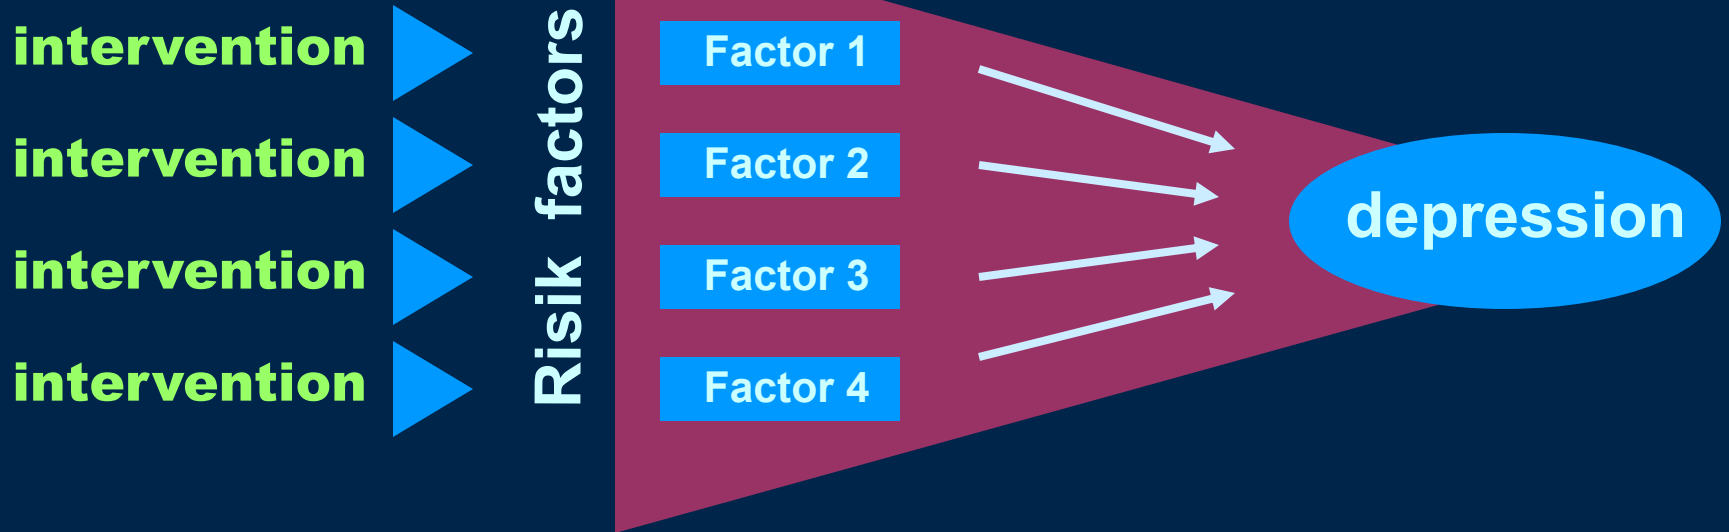 intervention
intervention
intervention
intervention
Risik factors
Factor 1
Factor 2
Factor 3
Factor 4
depression